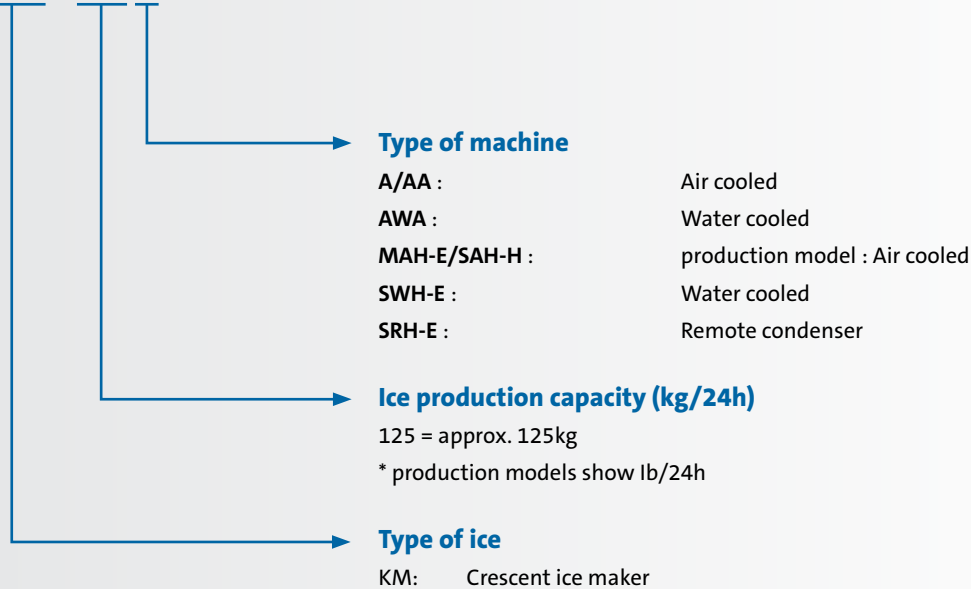 Type of machine
A/AA : Air cooled
AWA : Water cooled
MAH-E/SAH-H : production model : Air cooled
SWH-E : Water cooled
SRH-E : Remote condenser
Ice production capacity (kg/24h)
125 = approx. 125kg
* production models show Ib/24h
Type of ice
KM: Crescent ice maker